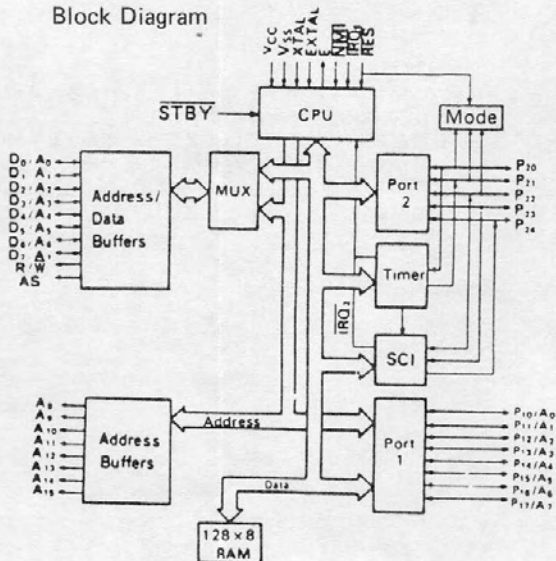 Block Diagram
VCC
VSS
XTAL
EXTAL
E
NMI
IRQ1
RES
STBY
CPU
Mode
D0/A0
D1/A1
D2/A2
D3/A3
D4/A4
D5/A5
D6/A6
D7/A7
R/W
AS
Address/
Data
Buffers
MUX
Port
2
P20
P21
P22
P23
P24
Timer
IRQ2
SCI
A8
A9
A10
A11
A12
A13
A14
A15
Address
Buffers
Address
Data
Port
1
P10/A0
P11/A1
P12/A2
P13/A3
P14/A4
P15/A5
P16/A6
P17/A7
128×8
RAM